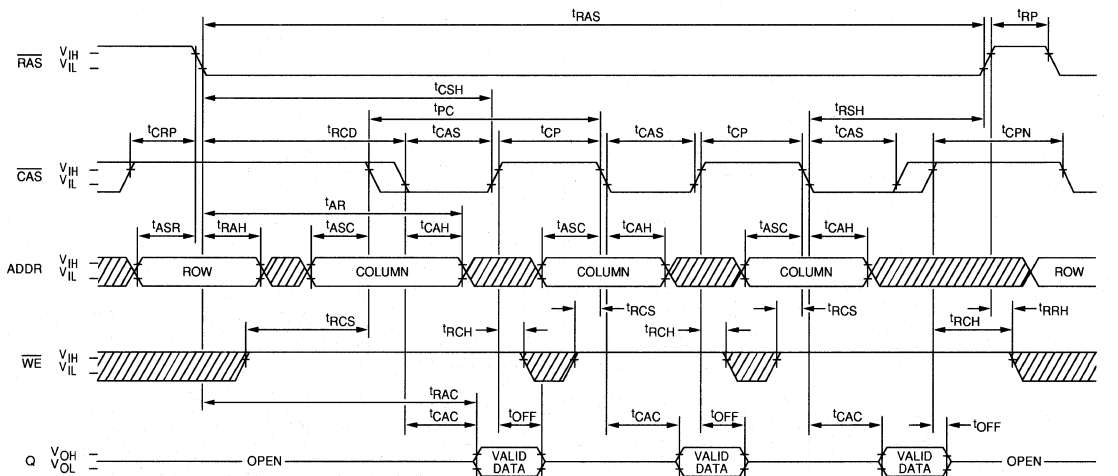 tRAS tRP
RAS VIH
VIL
tCSH
tPC tRSH
tCRP tRCD tCAS tCP tCAS tCP tCAS tCPN
CAS VIH
VIL
tAR
tASR tRAH tASC tCAH tASC tCAH tASC tCAH
ADDR VIH
VIL
ROW COLUMN COLUMN COLUMN ROW
tRCS tRCH tRCS tRCH tRCS tRCH tRRH
WE VIH
VIL
tRAC
tCAC tOFF tCAC tOFF tCAC tOFF
Q VOH
VOL
OPEN VALID DATA OPEN VALID DATA OPEN VALID DATA